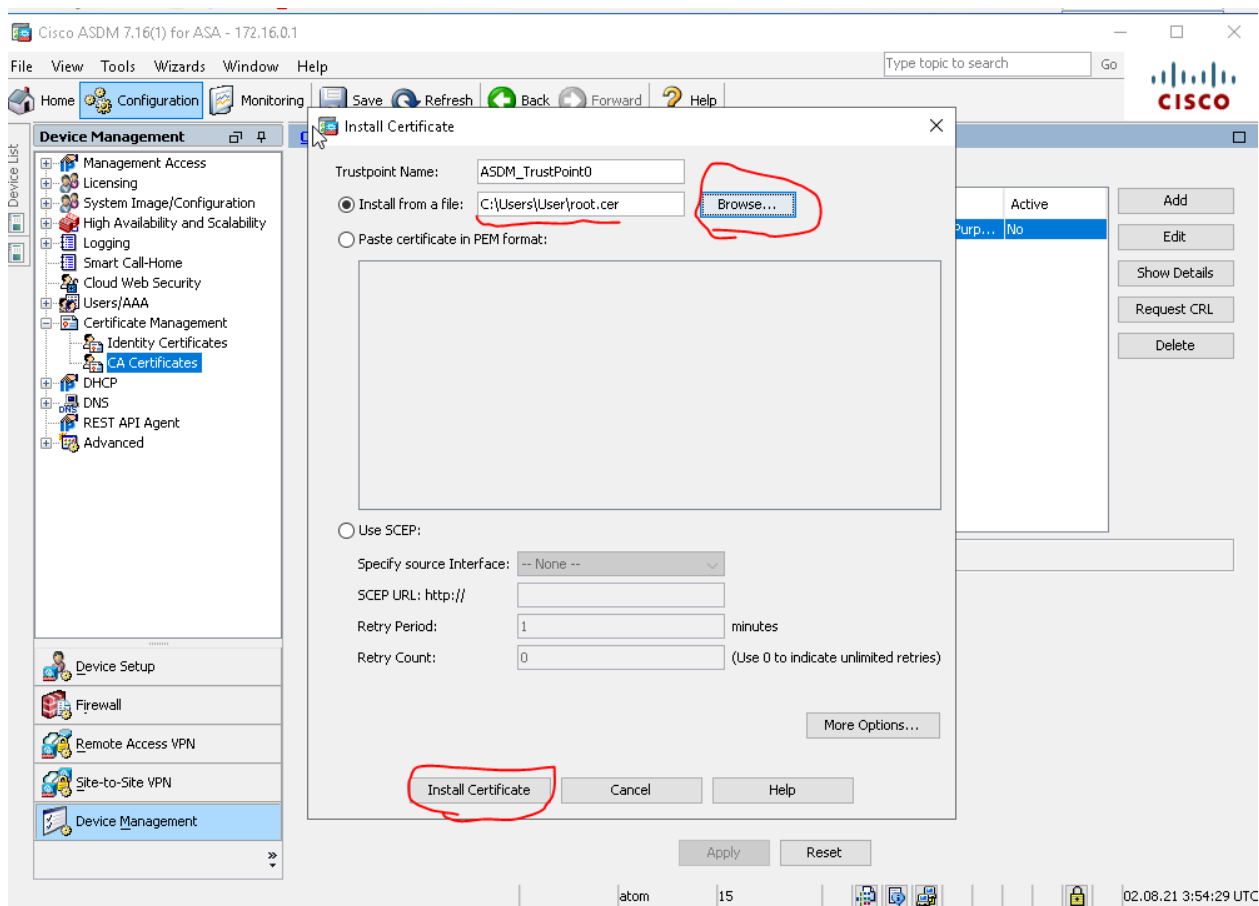 Cisco ASDM 7.16(1) for ASA - 172.16.0.1
File View Tools Wizards Window Help
Type topic to search
Go
Home Configuration Monitoring Save Refresh Back Forward Help
CISCO
Device List
Device Management
Management Access
Licensing
System Image/Configuration
High Availability and Scalability
Logging
Smart Call-Home
Cloud Web Security
Users/AAA
Certificate Management
Identity Certificates
CA Certificates
DHCP
DNS
DNS
REST API Agent
Advanced
Device Setup
Firewall
Remote Access VPN
Site-to-Site VPN
Device Management
Install Certificate
Trustpoint Name: ASDM_TrustPoint0
Install from a file: C:\Users\User\root.cer Browse...
Paste certificate in PEM format:
Use SCEP:
Specify source Interface: -- None --
SCEP URL: http://
Retry Period: 1 minutes
Retry Count: 0 (Use 0 to indicate unlimited retries)
More Options...
Install Certificate Cancel Help
Active
Purp... No
Add
Edit
Show Details
Request CRL
Delete
Apply Reset
atom 15 02.08.21 3:54:29 UTC